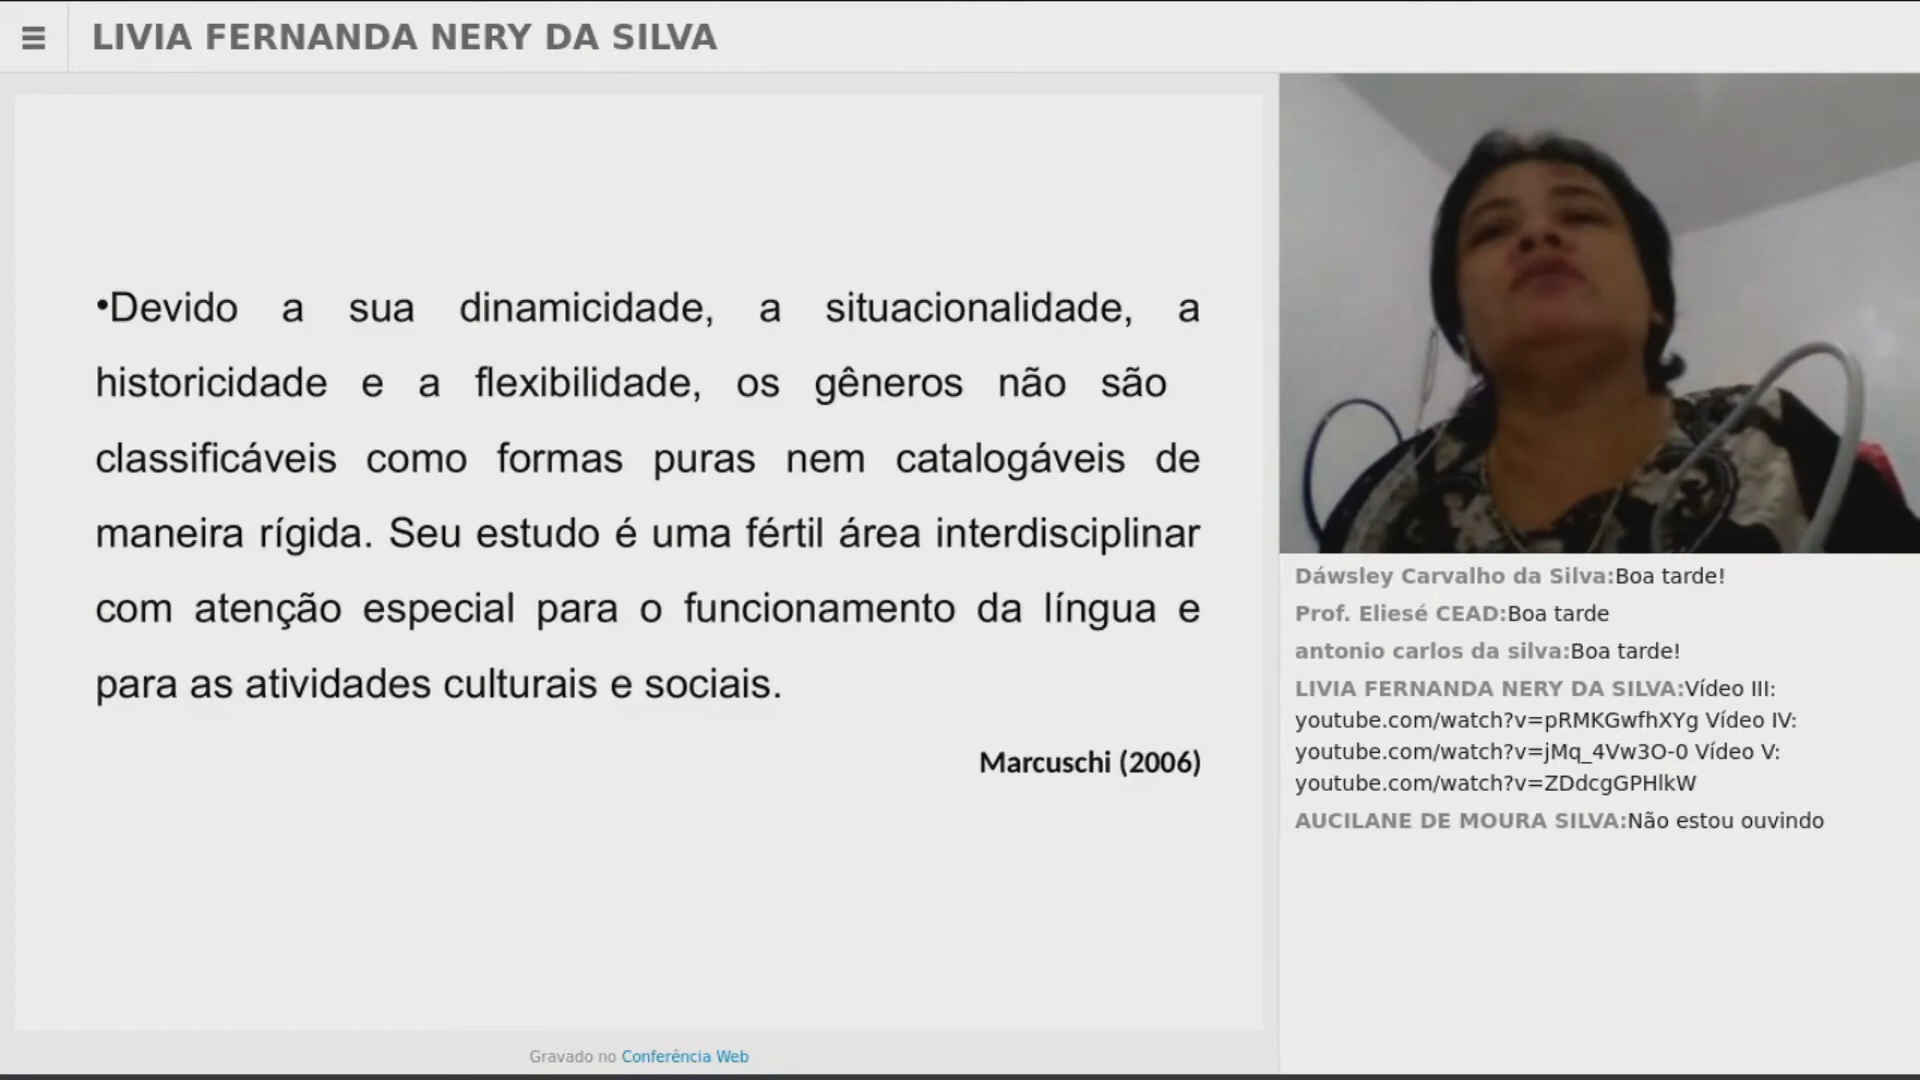 LIVIA FERNANDA NERY DA SILVA
•Devido a sua dinamicidade, a situacionalidade, a
historicidade e a flexibilidade, os gêneros não são
classificáveis como formas puras nem catalogáveis de
maneira rígida. Seu estudo é uma fértil área interdisciplinar
com atenção especial para o funcionamento da língua e
para as atividades culturais e sociais.
Marcuschi (2006)
Dáwsley Carvalho da Silva:Boa tarde!
Prof. Eliesé CEAD:Boa tarde
antonio carlos da silva:Boa tarde!
LIVIA FERNANDA NERY DA SILVA:Vídeo III:
youtube.com/watch?v=pRMKGwfhXYg Vídeo IV:
youtube.com/watch?v=jMq_4Vw3O-0 Vídeo V:
youtube.com/watch?v=ZDdcgGPHlkW
AUCILANE DE MOURA SILVA:Não estou ouvindo
Gravado no Conferência Web